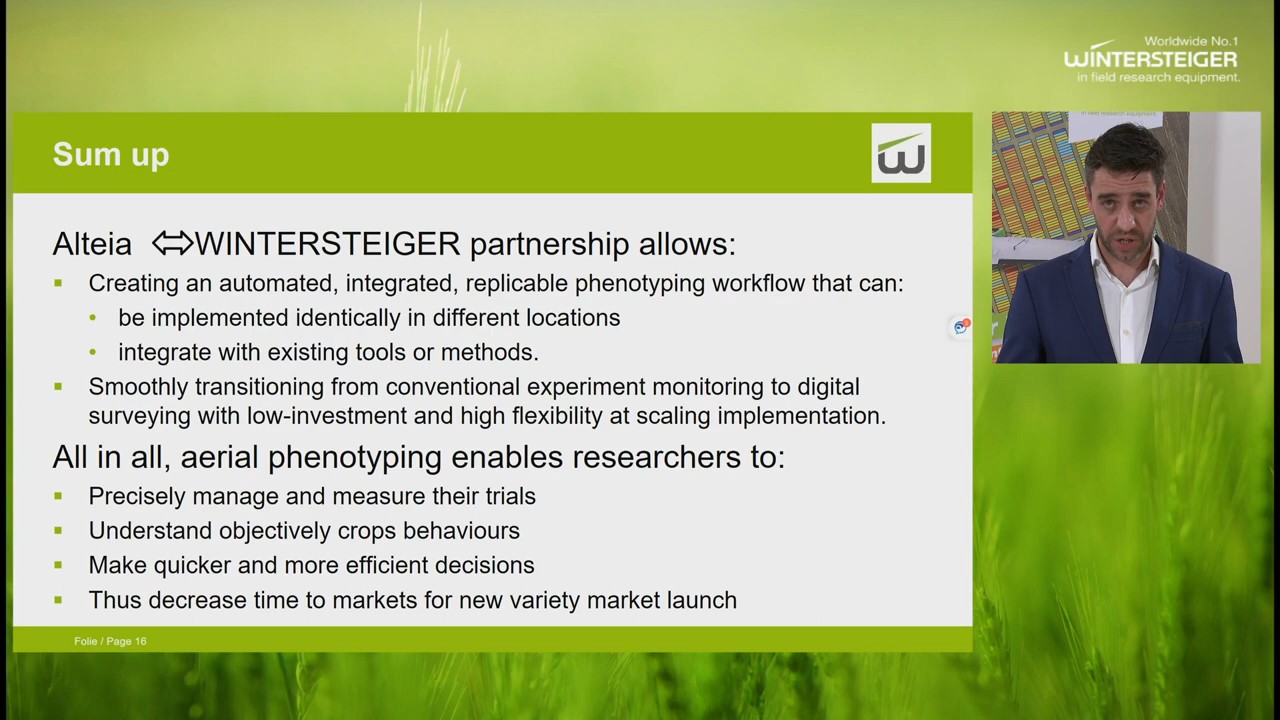 Worldwide No.1
WINTERSTEIGER
in field research equipment.
in field research equipment.
Sum up
Alteia ⇔WINTERSTEIGER partnership allows:
▪ Creating an automated, integrated, replicable phenotyping workflow that can:
• be implemented identically in different locations
• integrate with existing tools or methods.
▪ Smoothly transitioning from conventional experiment monitoring to digital
surveying with low-investment and high flexibility at scaling implementation.
All in all, aerial phenotyping enables researchers to:
▪ Precisely manage and measure their trials
▪ Understand objectively crops behaviours
▪ Make quicker and more efficient decisions
▪ Thus decrease time to markets for new variety market launch
Folie / Page 16